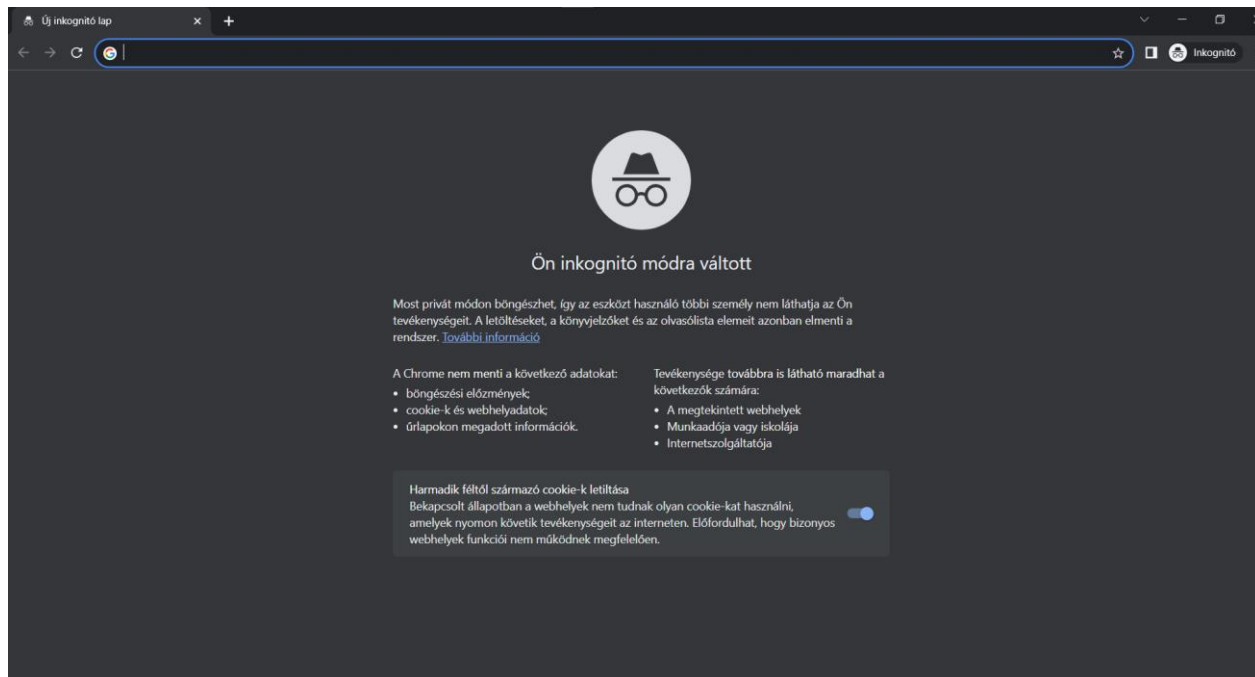 Új inkognitó lap
Inkognitó
Ön inkognitó módra váltott
Most privát módon böngészhet, így az eszközt használó többi személy nem láthatja az Ön
tevékenységeit. A letöltéseket, a könyvjelzőket és az olvasólista elemeit azonban elmenti a
rendszer. További információ
A Chrome nem menti a következő adatokat:
• böngészési előzmények;
• cookie-k és webhelyadatok;
• űrlapokon megadott információk.
Tevékenysége továbbra is látható maradhat a
következők számára:
• A megtekintett webhelyek
• Munkaadója vagy iskolája
• Internetszolgáltatója
Harmadik féltől származó cookie-k letiltása
Bekapcsolt állapotban a webhelyek nem tudnak olyan cookie-kat használni,
amelyek nyomon követik tevékenységeit az interneten. Előfordulhat, hogy bizonyos
webhelyek funkciói nem működnek megfelelően.